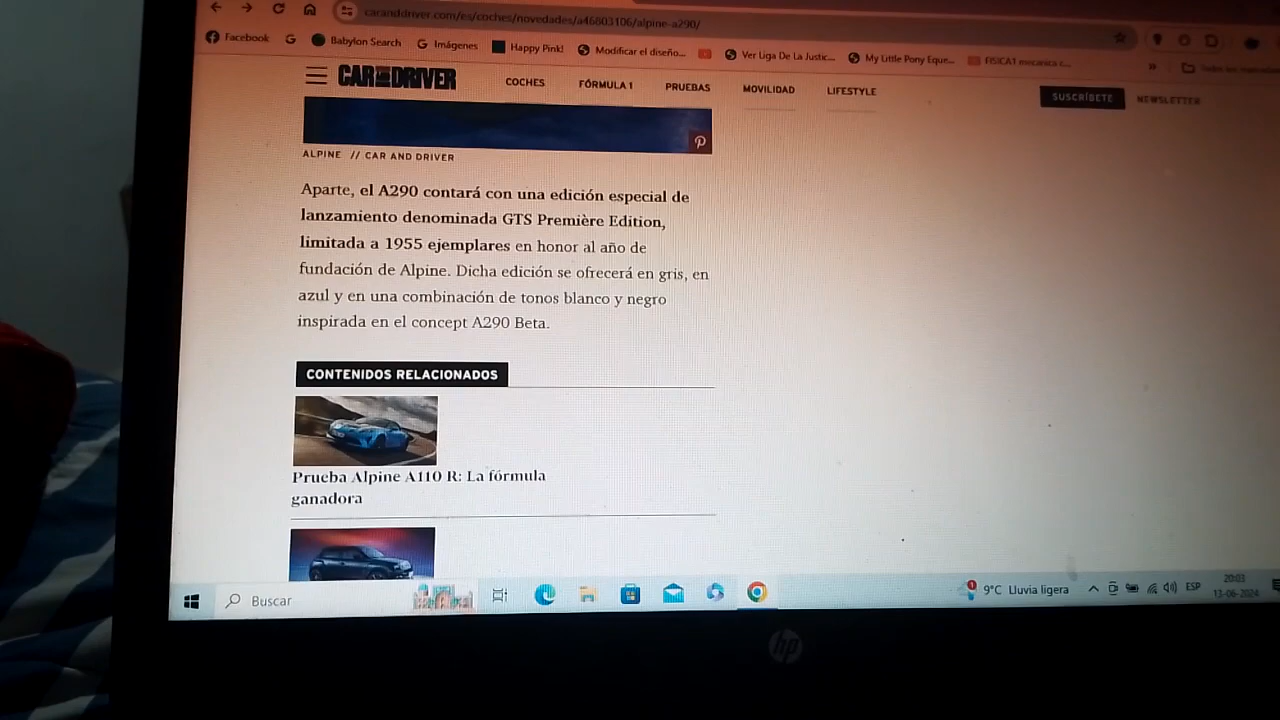 caranddriver.com/es/coches/novedades/a46803106/alpine-a290/
Facebook G Babylon Search G Imágenes Happy Pink! Modificar el diseño... Ver Liga De La Justic... My Little Pony Eque... FISICA1 mecanica c... »
CAR AND DRIVER COCHES FÓRMULA 1 PRUEBAS MOVILIDAD LIFESTYLE SUSCRÍBETE NEWSLETTER
ALPINE // CAR AND DRIVER
Aparte, el A290 contará con una edición especial de
lanzamiento denominada GTS Première Edition,
limitada a 1955 ejemplares en honor al año de
fundación de Alpine. Dicha edición se ofrecerá en gris, en
azul y en una combinación de tonos blanco y negro
inspirada en el concept A290 Beta.
CONTENIDOS RELACIONADOS
Prueba Alpine A110 R: La fórmula
ganadora
Buscar 1 9°C Lluvia ligera ESP 20:03
13-06-2024
hp